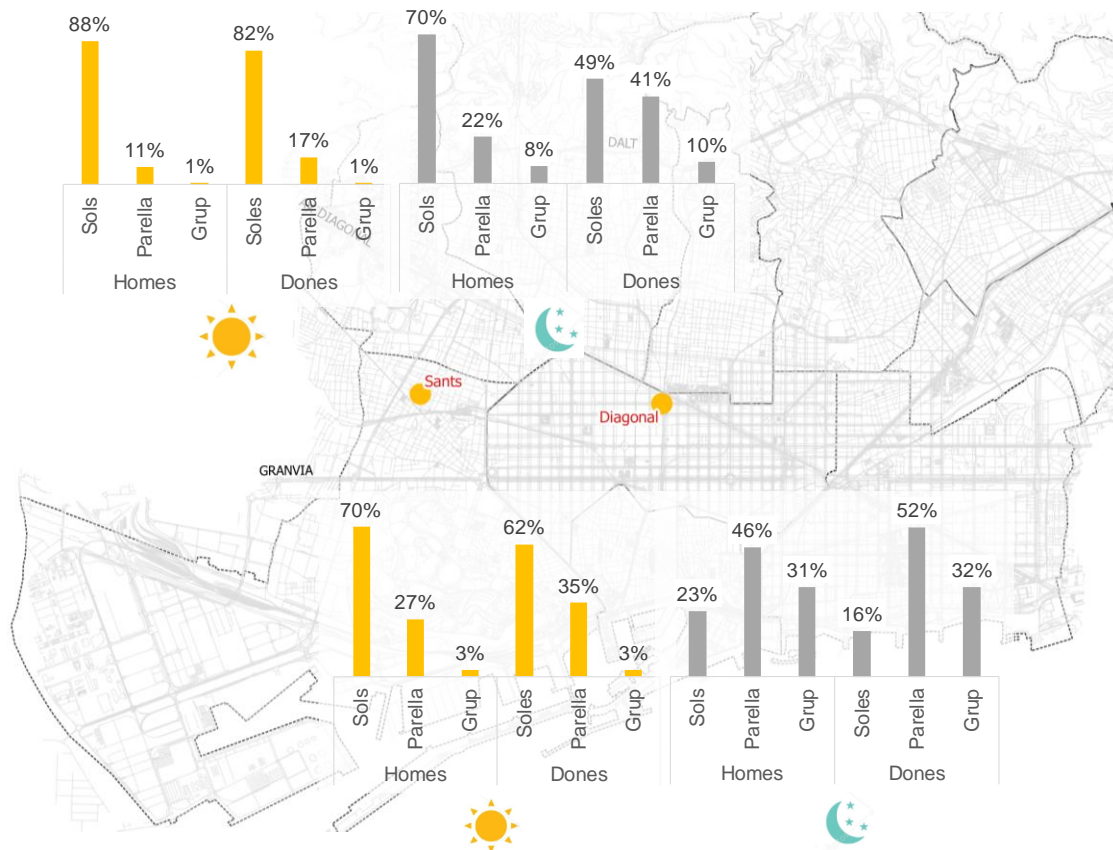 88% 82% 70% 49% 41%
11% 1% 17% 1% 22% 8% 10%
DALT
Sols Parella Grup Soles Parella Grup Sols Parella Grup Soles Parella Grup
DIAGONAL
Homes Dones Homes Dones
Sants
Diagonal
GRANVIA
70% 27% 3% 62% 35% 3% 23% 46% 31% 16% 52% 32%
Sols Parella Grup Soles Parella Grup Sols Parella Grup Soles Parella Grup
Homes Dones Homes Dones